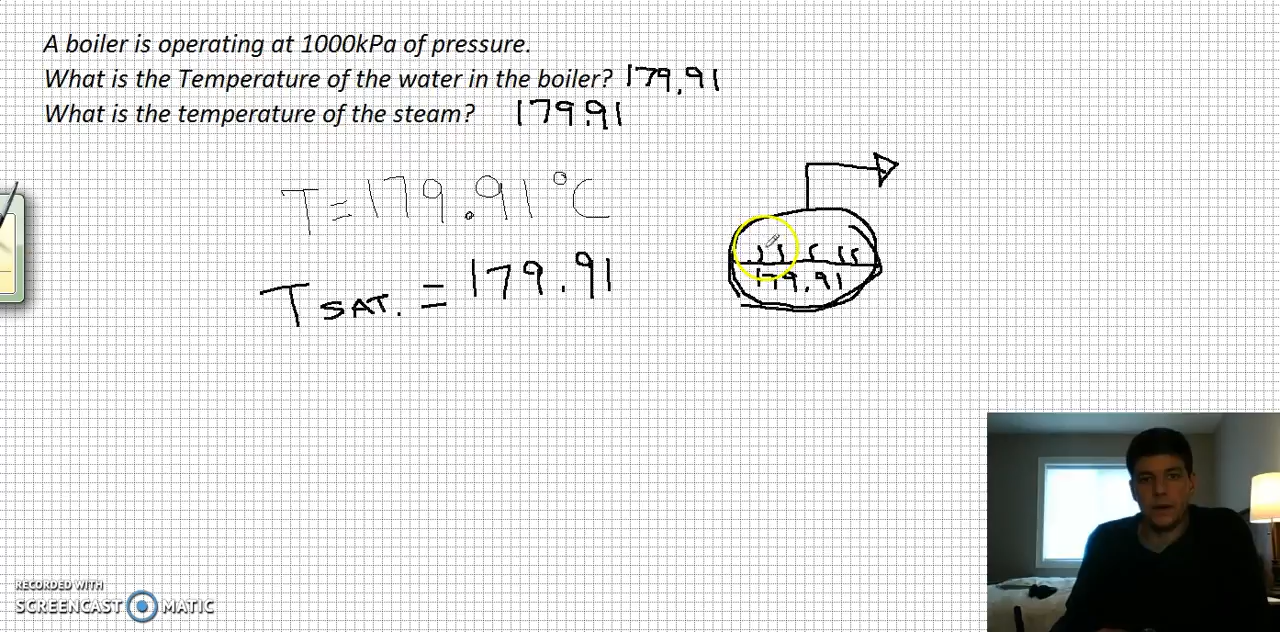 A boiler is operating at 1000kPa of pressure.
What is the Temperature of the water in the boiler? 179.91
What is the temperature of the steam? 179.91
T=179.91°C
TSAT. = 179.91
179.91
RECORDED WITH
SCREENCAST MATIC